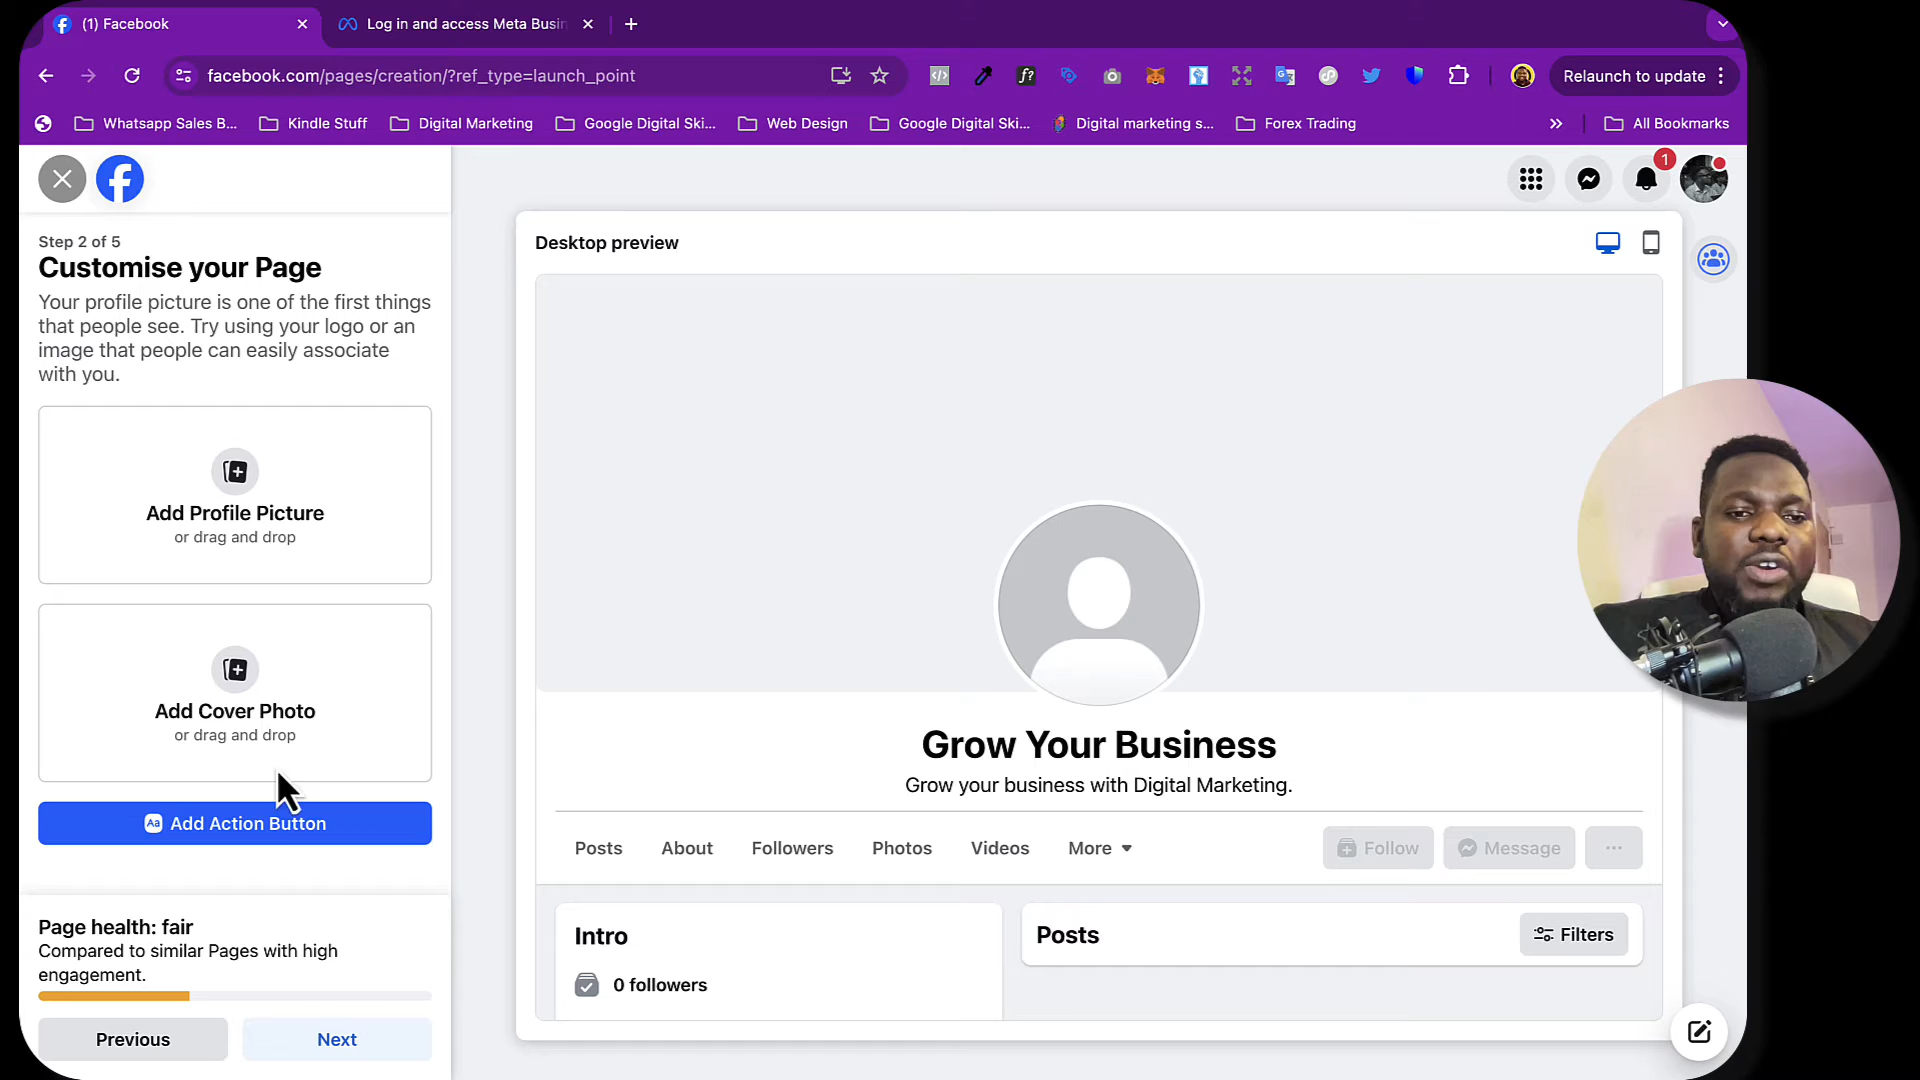 (1) Facebook
Log in and access Meta Busin
facebook.com/pages/creation/?ref_type=launch_point
Relaunch to update
Whatsapp Sales B...
Kindle Stuff
Digital Marketing
Google Digital Ski...
Web Design
Google Digital Ski...
Digital marketing s...
Forex Trading
All Bookmarks
1
Step 2 of 5
Customise your Page
Your profile picture is one of the first things
that people see. Try using your logo or an
image that people can easily associate
with you.
Add Profile Picture
or drag and drop
Add Cover Photo
or drag and drop
Aa Add Action Button
Page health: fair
Compared to similar Pages with high
engagement.
Previous
Next
Desktop preview
Grow Your Business
Grow your business with Digital Marketing.
Posts
About
Followers
Photos
Videos
More
Follow
Message
Intro
0 followers
Posts
Filters